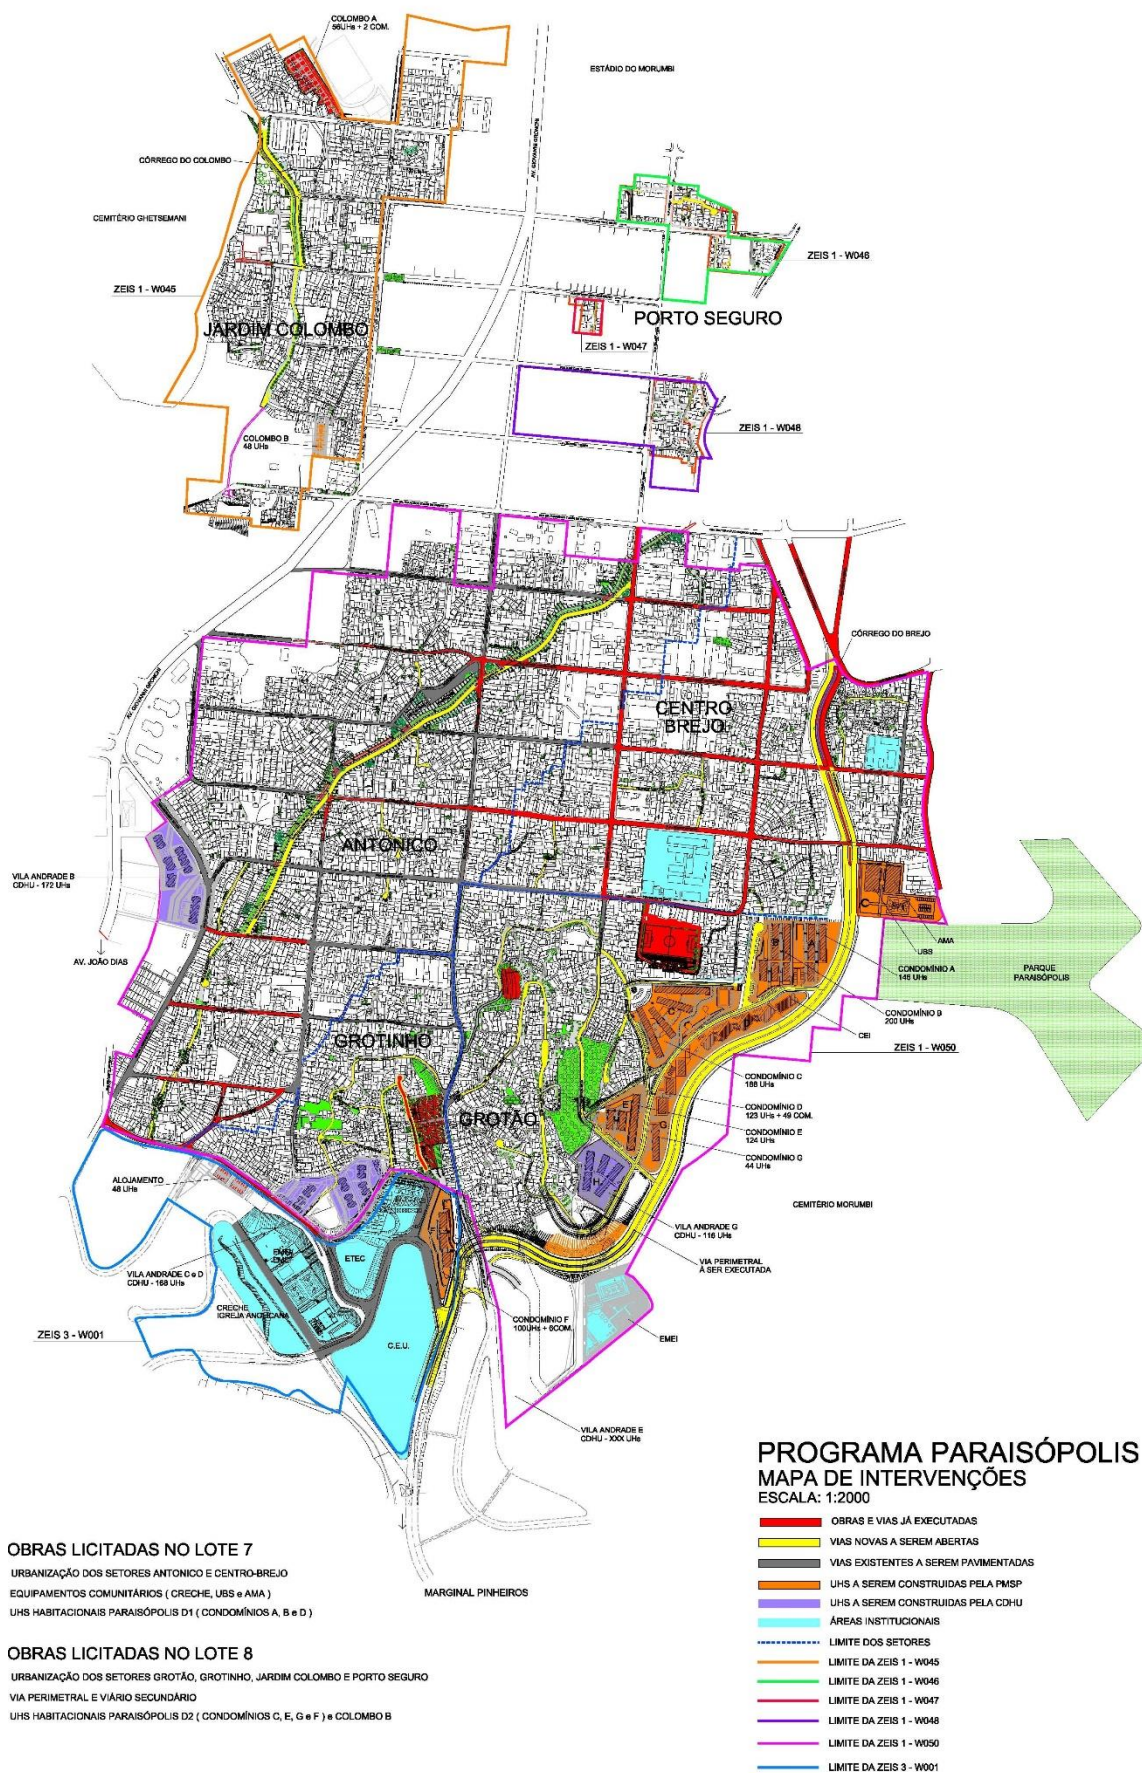 COLOMBO A
56UHs + 2 COM.
ESTÁDIO DO MORUMBI
AV. GIOVANNI GRONCHI
CÓRREGO DO COLOMBO
CEMITÉRIO GHETSEMANI
ZEIS 1 - W046
ZEIS 1 - W045
JARDIM COLOMBO
PORTO SEGURO
ZEIS 1 - W047
ZEIS 1 - W048
COLOMBO B
48 UHs
CÓRREGO DO BREJO
AV. GIOVANNI GRONCHI
CENTRO
BREJO
ANTONICO
VILA ANDRADE B
CDHU - 172 UHs
C
AMA
UBS
AV. JOÃO DIAS
B
A
CONDOMÍNIO A
146 UHs
PARQUE
PARAISÓPOLIS
CONDOMÍNIO B
200 UHs
C
CEI
GROTINHO
ZEIS 1 - W050
CONDOMÍNIO C
188 UHs
CONDOMÍNIO D
123 UHs + 49 COM.
E
GROTÃO
G
CONDOMÍNIO E
124 UHs
CONDOMÍNIO G
44 UHs
ALOJAMENTO
48 UHs
H
CEMITÉRIO MORUMBI
VILA ANDRADE G
CDHU - 116 UHs
ETEC
VILA ANDRADE C e D
CDHU - 168 UHs
VIA PERIMETRAL
À SER EXECUTADA
CRECHE
IGREJA ANGLICANA
CONDOMÍNIO F
100UHs + 6COM.
ZEIS 3 - W001
EMEI
C.E.U.
VILA ANDRADE E
CDHU - XXX UHs
MARGINAL PINHEIROS
PROGRAMA PARAISÓPOLIS
MAPA DE INTERVENÇÕES
ESCALA: 1:2000
OBRAS E VIAS JÁ EXECUTADAS
VIAS NOVAS A SEREM ABERTAS
VIAS EXISTENTES A SEREM PAVIMENTADAS
UHS A SEREM CONSTRUIDAS PELA PMSP
UHS A SEREM CONSTRUIDAS PELA CDHU
ÁREAS INSTITUCIONAIS
LIMITE DOS SETORES
LIMITE DA ZEIS 1 - W045
LIMITE DA ZEIS 1 - W046
LIMITE DA ZEIS 1 - W047
LIMITE DA ZEIS 1 - W048
LIMITE DA ZEIS 1 - W050
LIMITE DA ZEIS 3 - W001
OBRAS LICITADAS NO LOTE 7
URBANIZAÇÃO DOS SETORES ANTONICO E CENTRO-BREJO
EQUIPAMENTOS COMUNITÁRIOS ( CRECHE, UBS e AMA )
UHS HABITACIONAIS PARAISÓPOLIS D1 ( CONDOMÍNIOS A, B e D )
OBRAS LICITADAS NO LOTE 8
URBANIZAÇÃO DOS SETORES GROTÃO, GROTINHO, JARDIM COLOMBO E PORTO SEGURO
VIA PERIMETRAL E VIÁRIO SECUNDÁRIO
UHS HABITACIONAIS PARAISÓPOLIS D2 ( CONDOMÍNIOS C, E, G e F ) e COLOMBO B